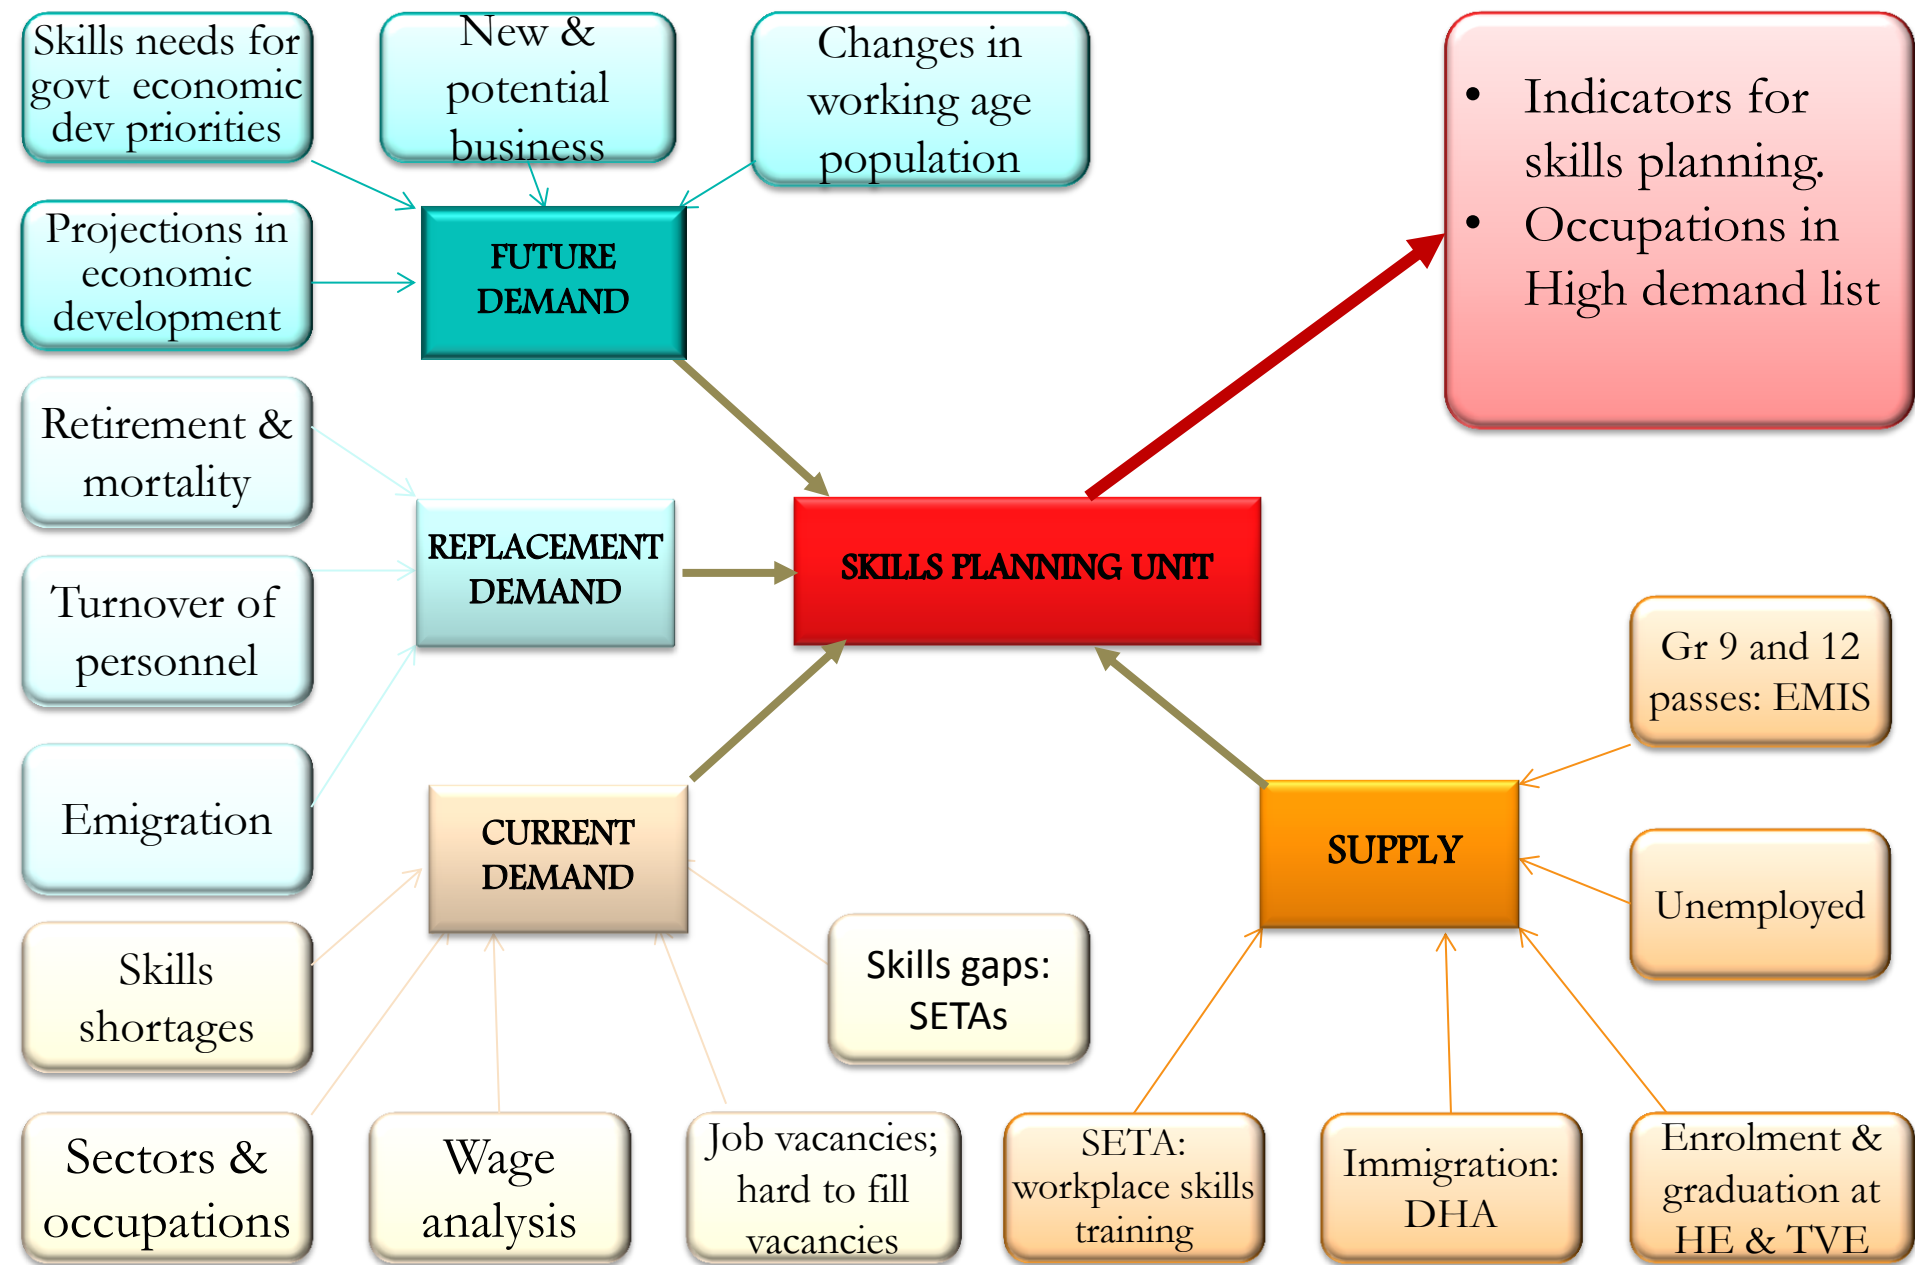 Skills needs for
govt economic
dev priorities
New &
potential
business
Changes in
working age
population
• Indicators for
skills planning.
• Occupations in
High demand list
Projections in
economic
development
FUTURE
DEMAND
Retirement &
mortality
REPLACEMENT
DEMAND
SKILLS PLANNING UNIT
Turnover of
personnel
Gr 9 and 12
passes: EMIS
Emigration
CURRENT
DEMAND
SUPPLY
Unemployed
Skills
shortages
Skills gaps:
SETAs
Sectors &
occupations
Wage
analysis
Job vacancies;
hard to fill
vacancies
SETA:
workplace skills
training
Immigration:
DHA
Enrolment &
graduation at
HE & TVE